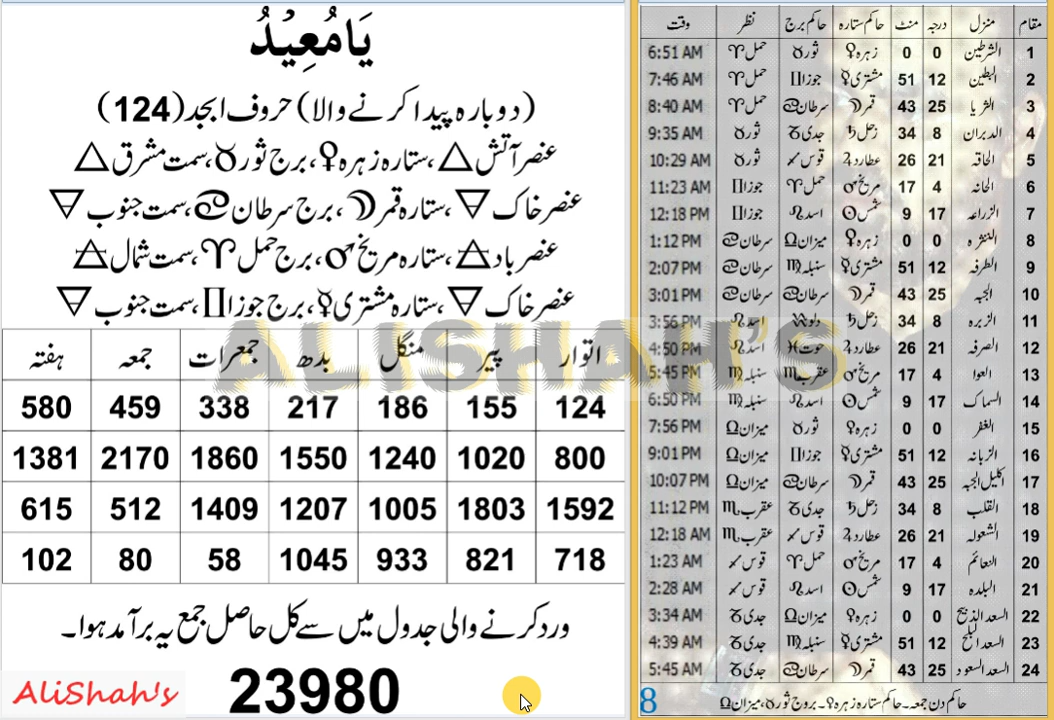 يَامُعِيدُ
(دوبارہ پیدا کرنے والا) حروف ابجد (124)
عنصر آتش△، ستارہ زہرہ♀، برج ثور♉، سمت مشرق△
عنصر خاک🜃، ستارہ قمر☽، برج سرطان♋، سمت جنوب🜃
عنصر باد🜁، ستارہ مریخ♂، برج حمل♈، سمت شمال🜁
عنصر خاک🜃، ستارہ مشتری☿، برج جوزا♊، سمت جنوب🜃
اتوار پیر منگل بدھ جمعرات جمعہ ہفتہ
124 155 186 217 338 459 580
800 1020 1240 1550 1860 2170 1381
1592 1803 1005 1207 1409 512 615
718 821 933 1045 58 80 102
ورد کرنے والی جدول میں سے کل حاصل جمع یہ برآمد ہوا۔
23980
AliShah's
ALISHAH'S
مقام منزل درجہ منٹ حاکم ستارہ حاکم برج نظر وقت
1 الشرطین 0 0 زہرہ♀ ثور♉ حمل♈ 6:51 AM
2 البطین 12 51 مشتری☿ جوزا♊ حمل♈ 7:46 AM
3 الثریا 25 43 قمر☽ سرطان♋ حمل♈ 8:40 AM
4 الدبران 8 34 زحل♄ جدی♑ ثور♉ 9:35 AM
5 الحاقہ 21 26 عطارد♃ قوس♐ ثور♉ 10:29 AM
6 الحانہ 4 17 مریخ♂ حمل♈ جوزا♊ 11:23 AM
7 الزراعہ 17 9 شمس☉ اسد♌ جوزا♊ 12:18 PM
8 النثرہ 0 0 زہرہ♀ میزان♎ سرطان♋ 1:12 PM
9 الطرفہ 12 51 مشتری☿ سنبلہ♍ سرطان♋ 2:07 PM
10 الجبہ 25 43 قمر☽ سرطان♋ سرطان♋ 3:01 PM
11 الزبرہ 8 34 زحل♄ دلو♒ اسد♌ 3:56 PM
12 الصرفہ 21 26 عطارد♃ حوت♓ اسد♌ 4:50 PM
13 العوا 4 17 مریخ♂ عقرب♏ سنبلہ♍ 5:45 PM
14 السماک 17 9 شمس☉ اسد♌ سنبلہ♍ 6:50 PM
15 الغفر 0 0 زہرہ♀ ثور♉ میزان♎ 7:56 PM
16 الزبانہ 12 51 مشتری☿ جوزا♊ میزان♎ 9:01 PM
17 اکلیل الجبہ 25 43 قمر☽ سرطان♋ میزان♎ 10:07 PM
18 القلب 8 34 زحل♄ جدی♑ عقرب♏ 11:12 PM
19 الشعولہ 21 26 عطارد♃ قوس♐ عقرب♏ 12:18 AM
20 النعائم 4 17 مریخ♂ حمل♈ قوس♐ 1:23 AM
21 البلدہ 17 9 شمس☉ اسد♌ قوس♐ 2:28 AM
22 السعد الذبیح 0 0 زہرہ♀ میزان♎ جدی♑ 3:34 AM
23 السعد البلع 12 51 مشتری☿ سنبلہ♍ جدی♑ 4:39 AM
24 السعد السعود 25 43 قمر☽ سرطان♋ جدی♑ 5:45 AM
حاکم دن جمعہ۔ حاکم ستارہ زہرہ♀۔ بروج ثور♉، میزان♎
8